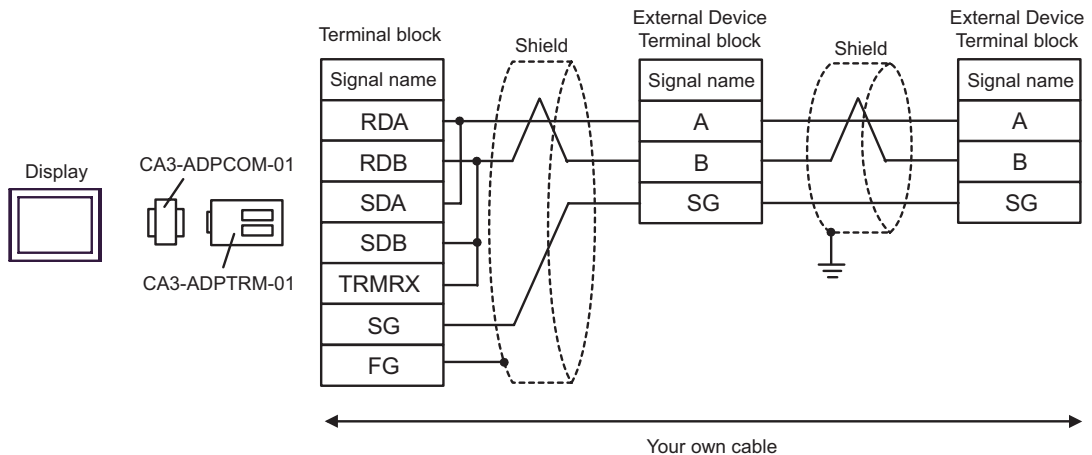 Display
CA3-ADPCOM-01
CA3-ADPTRM-01
Terminal block
Signal name
RDA
RDB
SDA
SDB
TRMRX
SG
FG
Shield
External Device
Terminal block
Signal name
A
B
SG
Shield
External Device
Terminal block
Signal name
A
B
SG
Your own cable